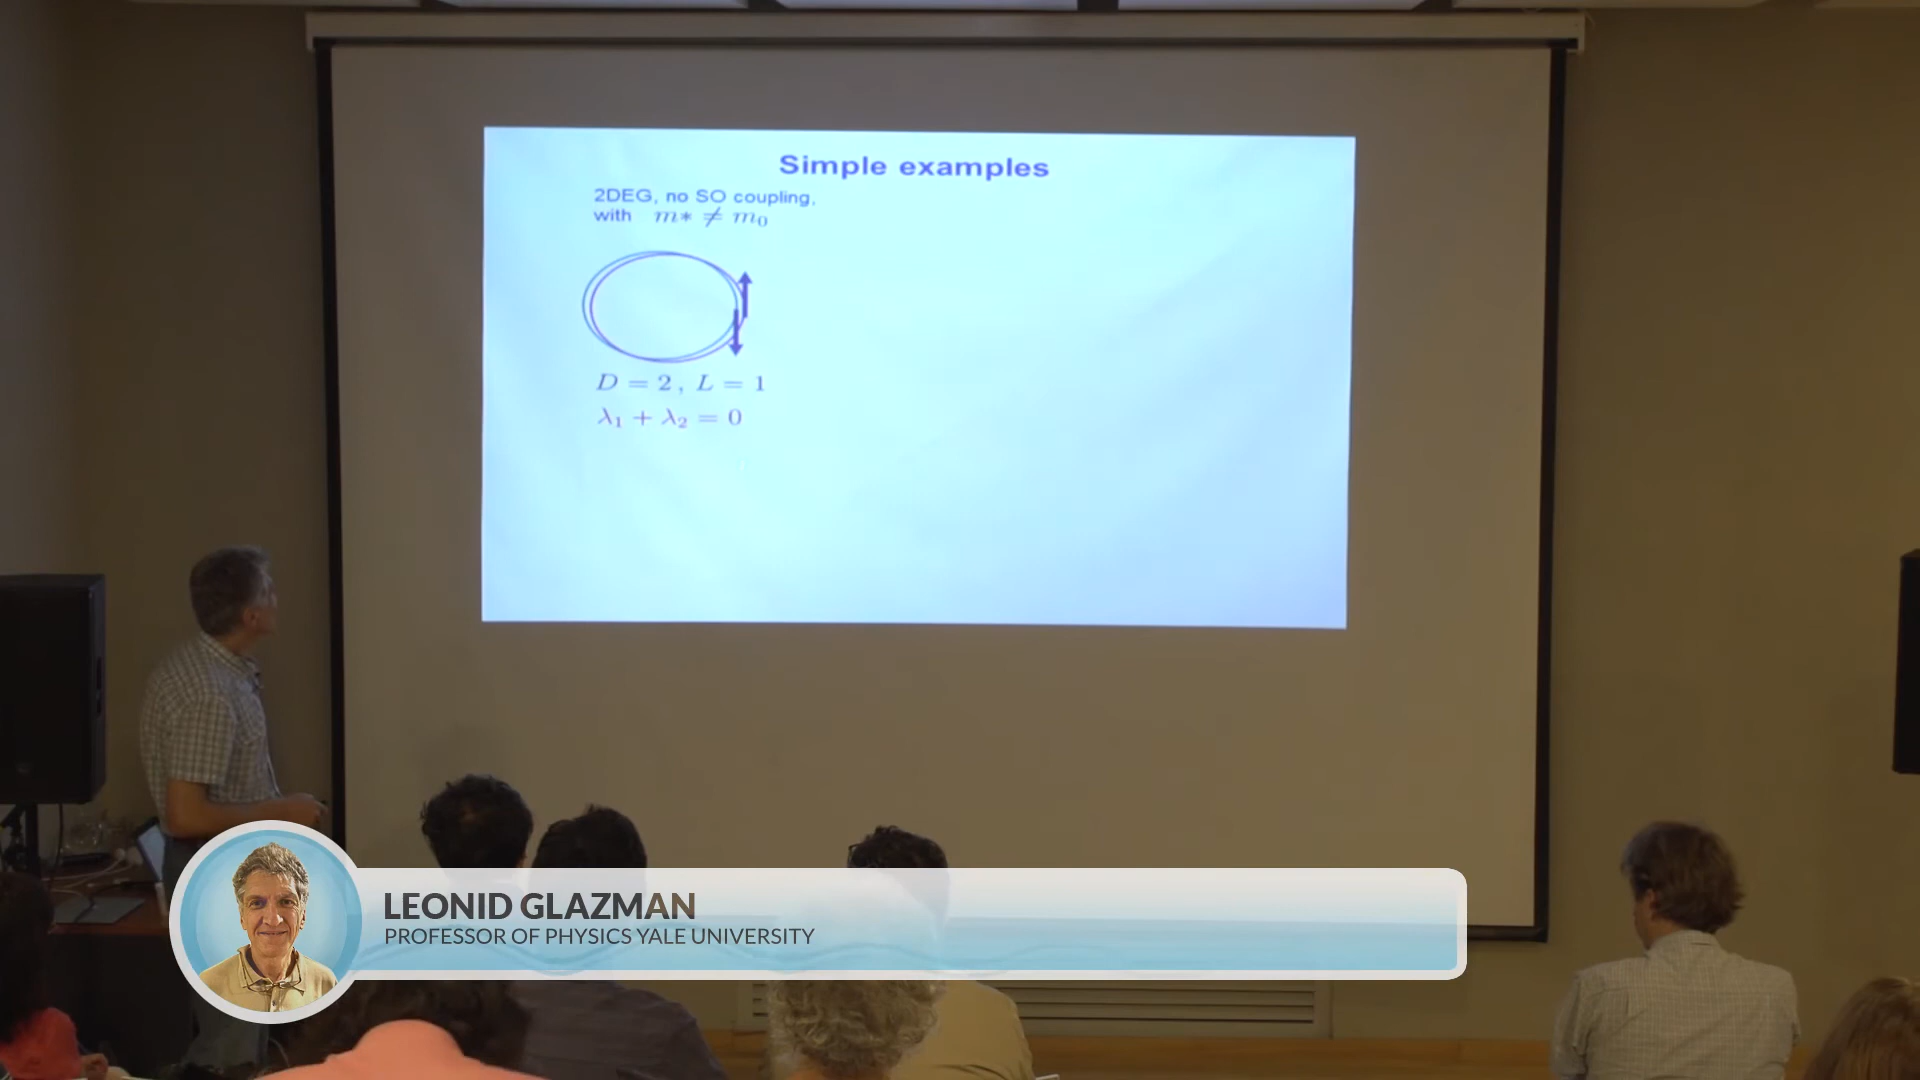 Simple examples
2DEG, no SO coupling,
with m* ≠ m₀
D = 2, L = 1
λ₁ + λ₂ = 0
LEONID GLAZMAN
PROFESSOR OF PHYSICS YALE UNIVERSITY